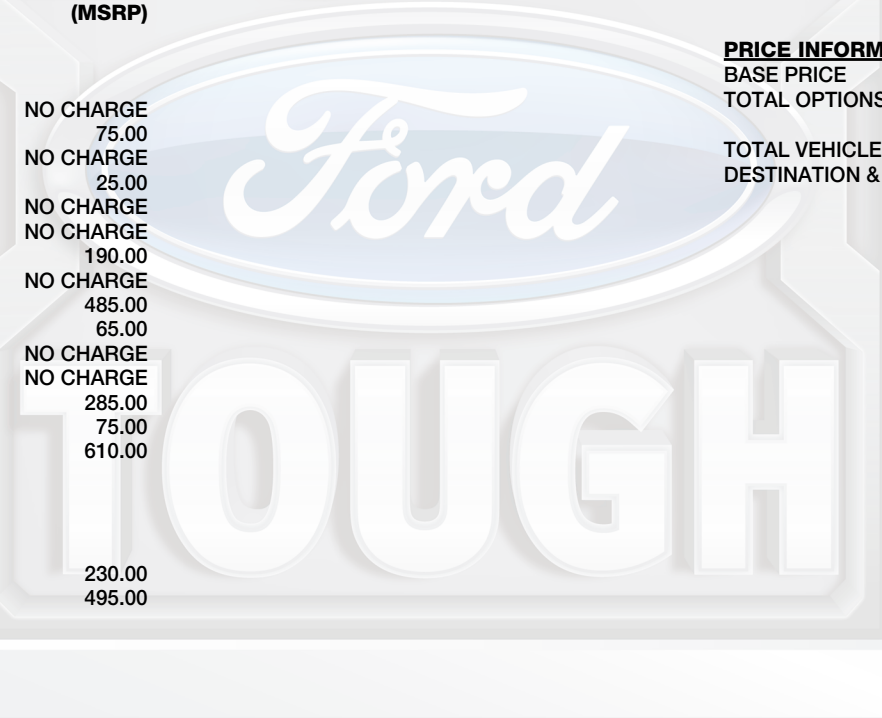 (MSRP)
NO CHARGE
75.00
NO CHARGE
25.00
NO CHARGE
NO CHARGE
190.00
NO CHARGE
485.00
65.00
NO CHARGE
NO CHARGE
285.00
75.00
610.00
230.00
495.00
PRICE INFORM
BASE PRICE
TOTAL OPTIONS
TOTAL VEHICLE
DESTINATION &
Ford
TOUGH